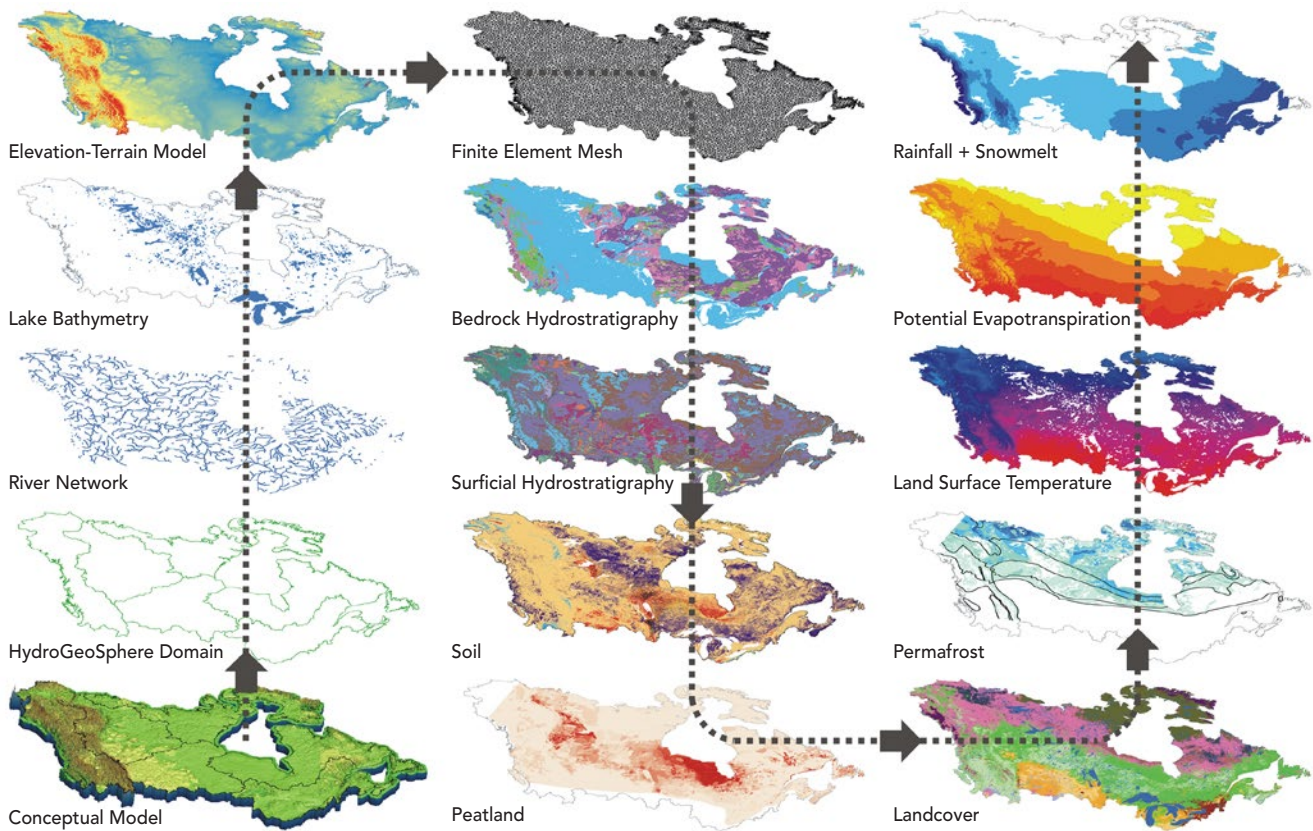 Elevation-Terrain Model
Finite Element Mesh
Rainfall + Snowmelt
Lake Bathymetry
Bedrock Hydrostratigraphy
Potential Evapotranspiration
River Network
Surficial Hydrostratigraphy
Land Surface Temperature
HydroGeoSphere Domain
Soil
Permafrost
Conceptual Model
Peatland
Landcover